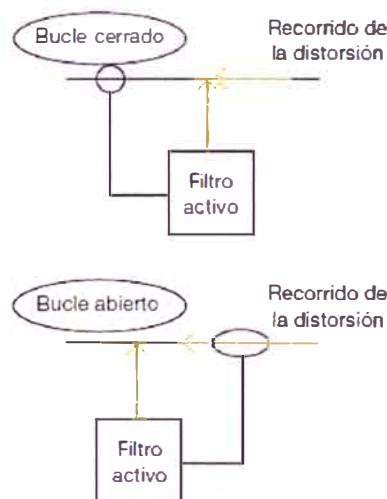 Bucle cerrado
Recorrido de
la distorsión
Filtro
activo
Bucle abierto
Recorrido de
la distorsión
Filtro
activo